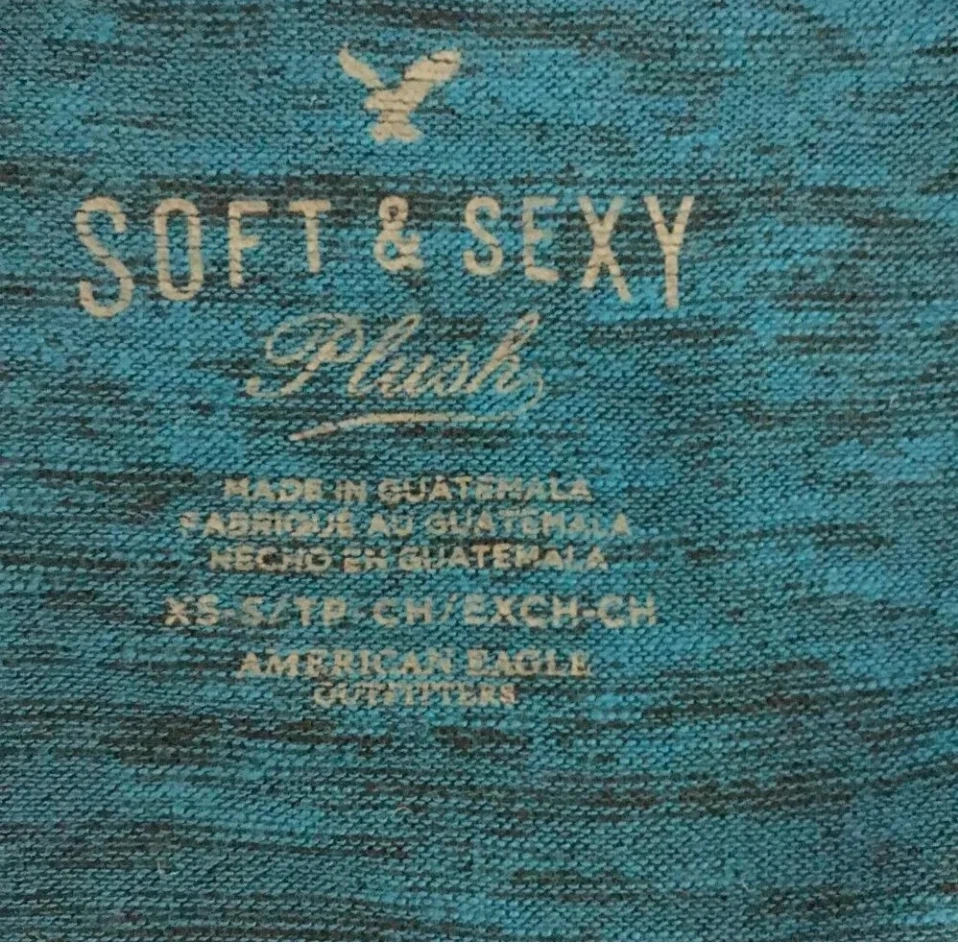 SOFT & SEXY
Plush
MADE IN GUATEMALA
FABRIQUÉ AU GUATEMALA
HECHO EN GUATEMALA
XS-S/TP-CH/EXCH-CH
AMERICAN EAGLE
OUTFITTERS